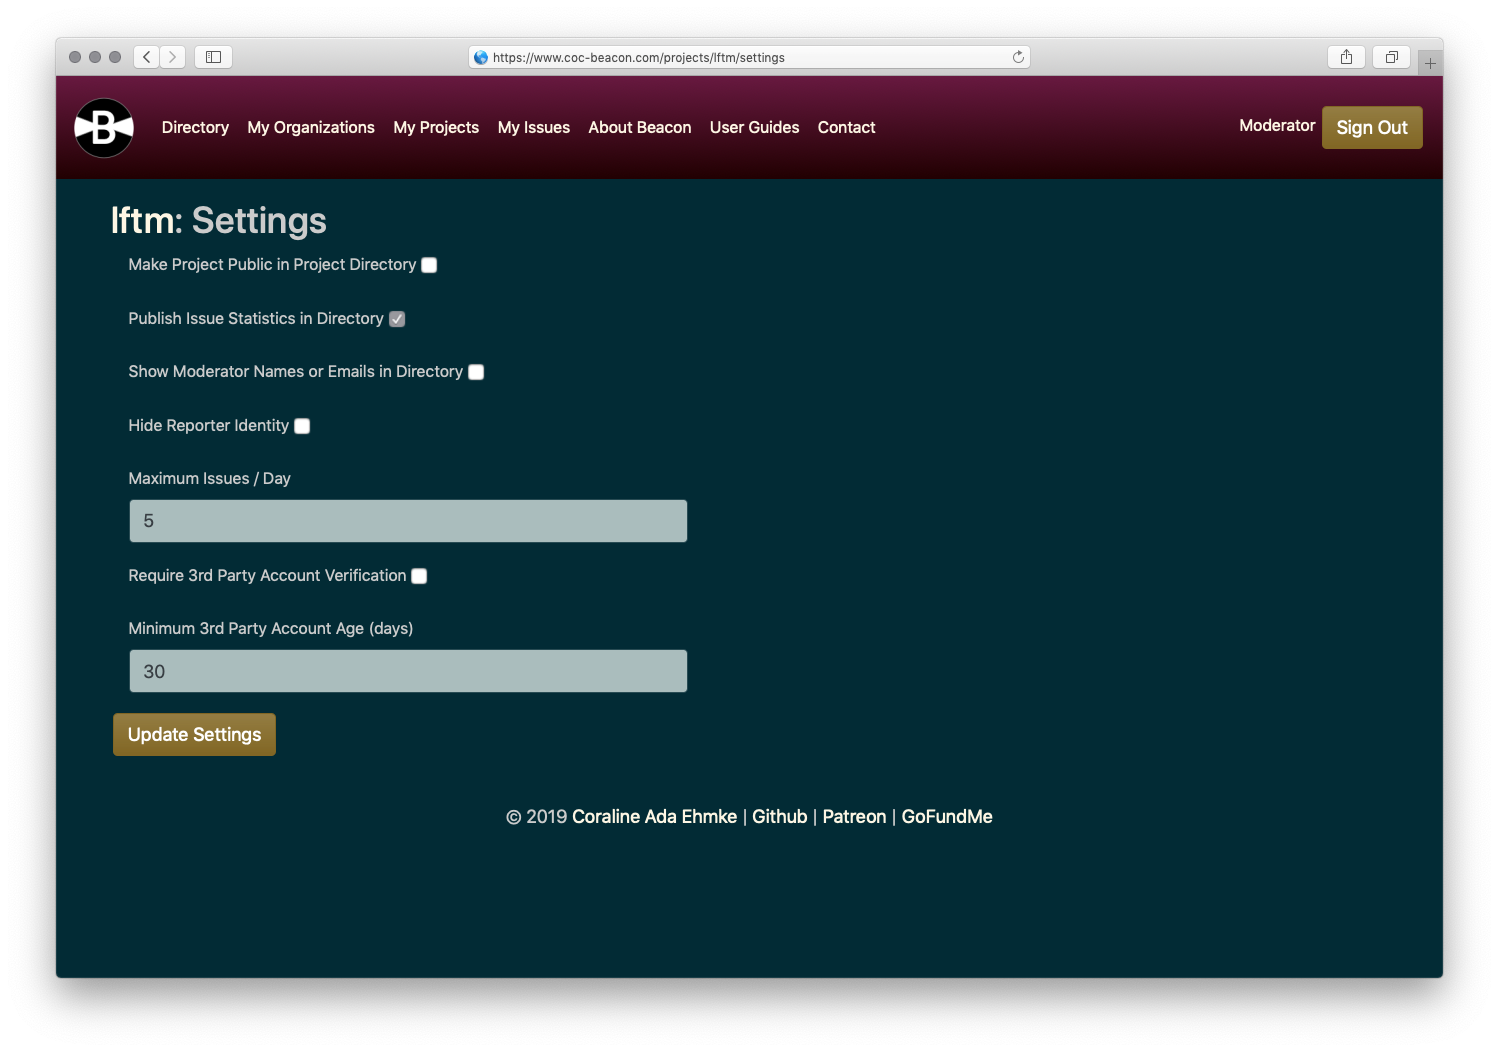 https://www.coc-beacon.com/projects/lftm/settings
B Directory My Organizations My Projects My Issues About Beacon User Guides Contact Moderator Sign Out
lftm: Settings
Make Project Public in Project Directory
Publish Issue Statistics in Directory
Show Moderator Names or Emails in Directory
Hide Reporter Identity
Maximum Issues / Day
5
Require 3rd Party Account Verification
Minimum 3rd Party Account Age (days)
30
Update Settings
© 2019 Coraline Ada Ehmke | Github | Patreon | GoFundMe